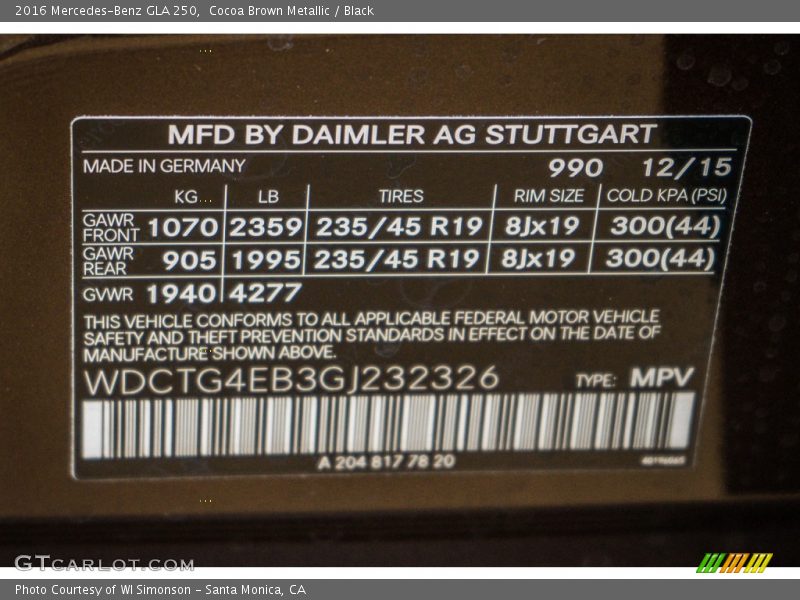 2016 Mercedes-Benz GLA 250,  Cocoa Brown Metallic / Black
MFD BY DAIMLER AG STUTTGART
MADE IN GERMANY 990 12/15
KG LB TIRES RIM SIZE COLD KPA (PSI)
GAWR FRONT 1070 2359 235/45 R19 8Jx19 300(44)
GAWR REAR 905 1995 235/45 R19 8Jx19 300(44)
GVWR 1940 4277
THIS VEHICLE CONFORMS TO ALL APPLICABLE FEDERAL MOTOR VEHICLE
SAFETY AND THEFT PREVENTION STANDARDS IN EFFECT ON THE DATE OF
MANUFACTURE SHOWN ABOVE.
WDCTG4EB3GJ232326 TYPE: MPV
A 204 817 78 20
GTCARLOT.COM
Photo Courtesy of WI Simonson - Santa Monica, CA